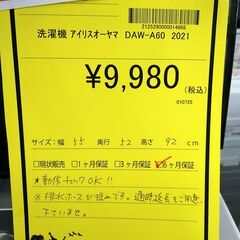 2125290000014968
洗濯機 アイリスオーヤマ DAW-A60 2021
¥9,980
(税込)
010725
サイズ:幅 55 奥行 52 高さ 92 cm
□現状販売 □1ヶ月保証 □3ヶ月保証 □6ヶ月保証
*動作チェックOK!!
※排水ホースが短めです。適時延長をご用意
下さいませ。